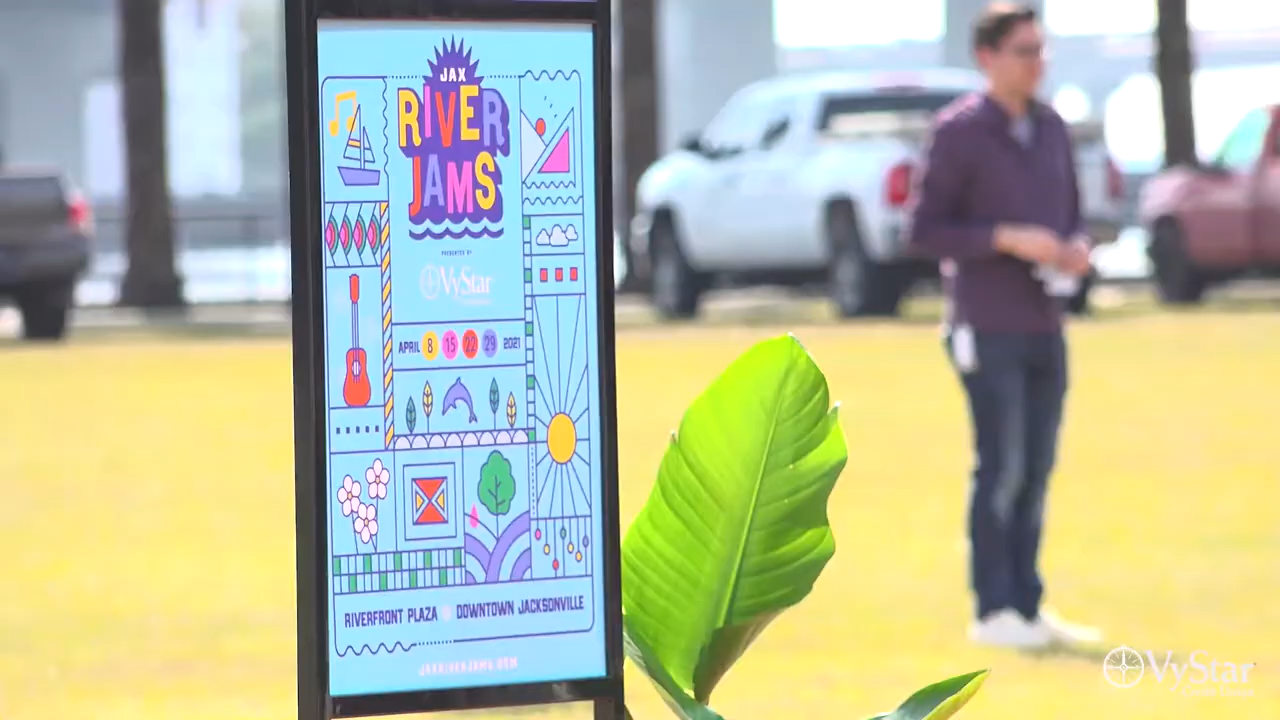 JAX
RIVER
JAMS
PRESENTED BY
VyStar
APRIL 8 15 22 29 2021
RIVERFRONT PLAZA DOWNTOWN JACKSONVILLE
JAXRIVERJAMS.COM
VyStar